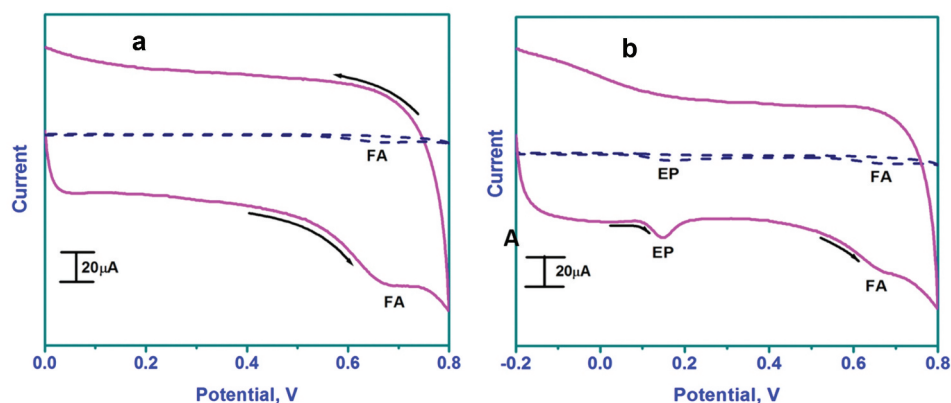 a
Current
FA
20µA
FA
0.0 0.2 0.4 0.6 0.8
Potential, V
b
Current
EP
FA
A
EP
FA
20µA
-0.2 0.0 0.2 0.4 0.6 0.8
Potential, V